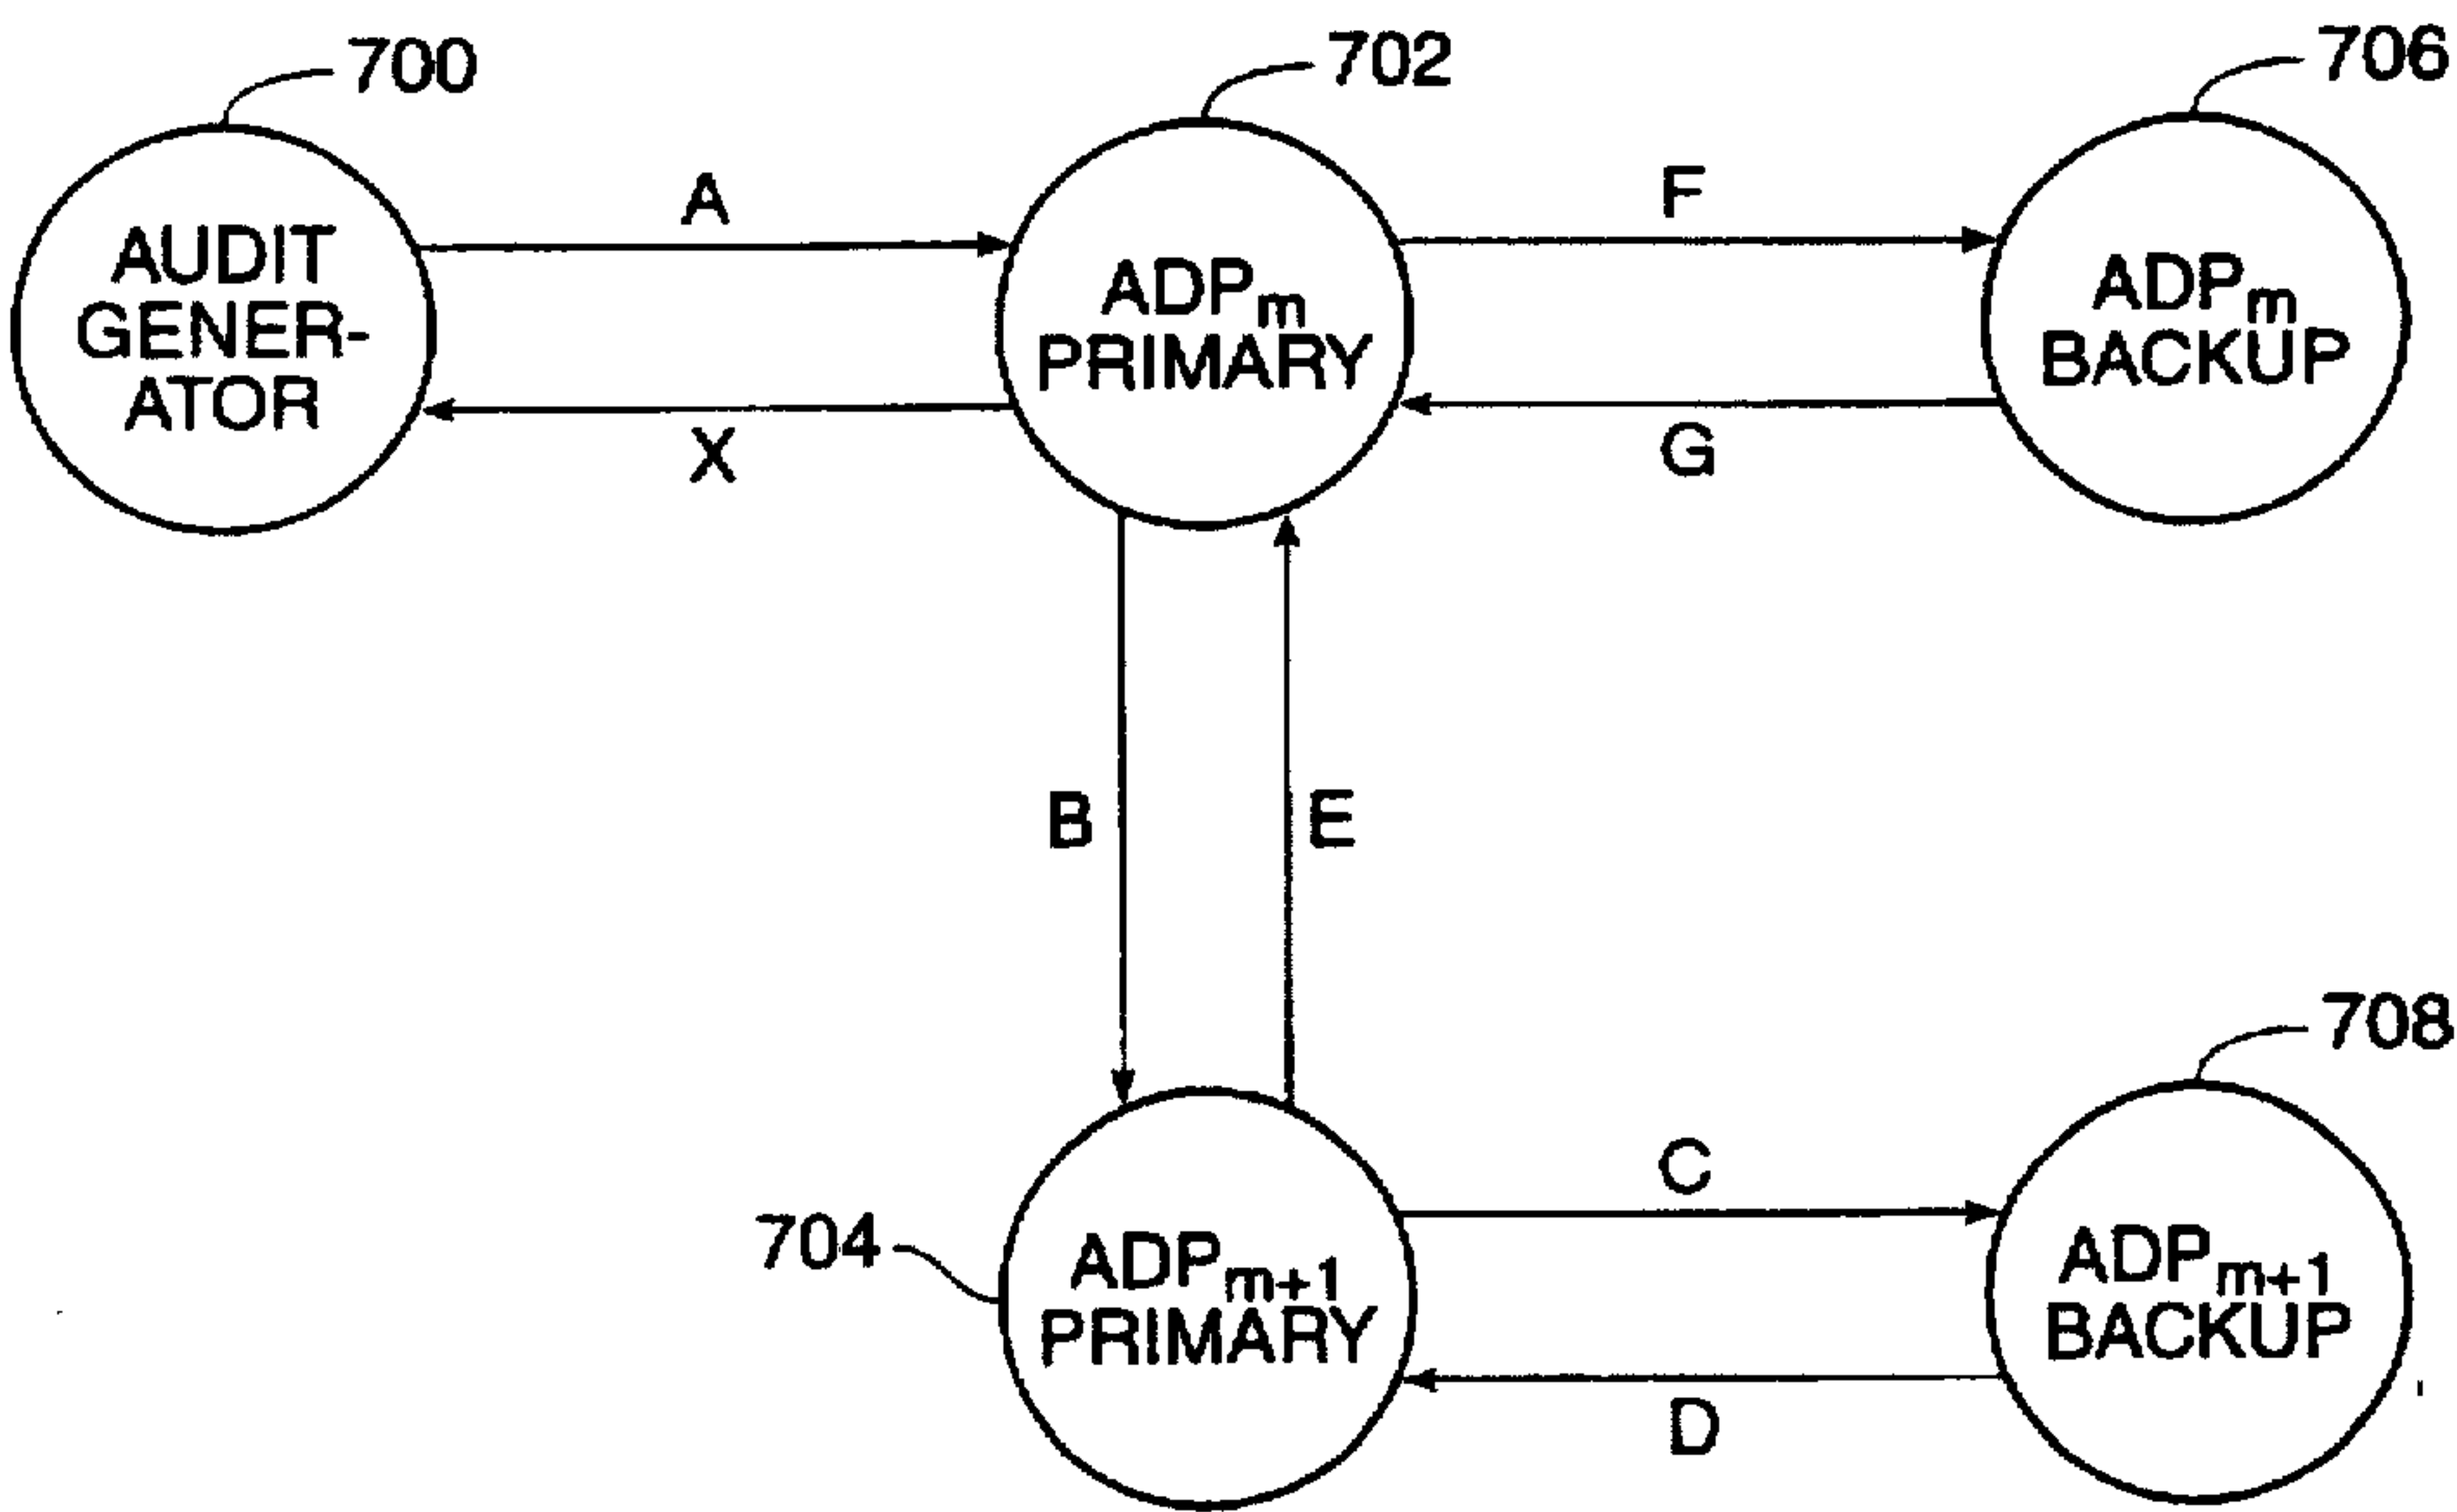 700
702
706
AUDIT
GENER-
ATOR
A
X
ADPm
PRIMARY
F
G
ADPm
BACKUP
B
E
708
704
ADPm+1
PRIMARY
C
D
ADPm+1
BACKUP